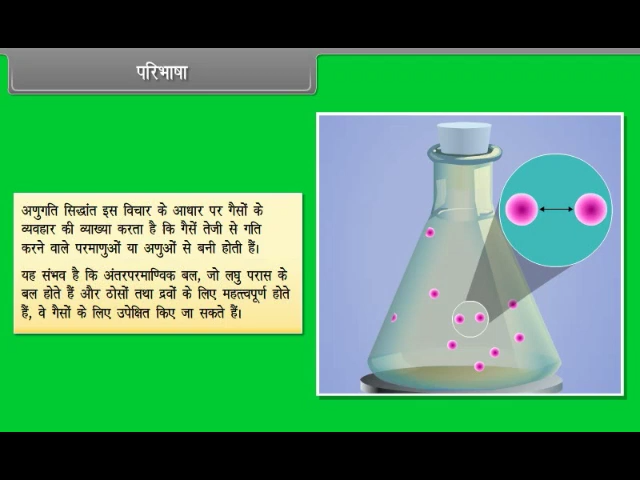 परिभाषा
अणुगति सिद्धांत इस विचार के आधार पर गैसों के
व्यवहार की व्याख्या करता है कि गैसें तेजी से गति
करने वाले परमाणुओं या अणुओं से बनी होती हैं।
यह संभव है कि अंतरपरमाण्विक बल, जो लघु परास के
बल होते हैं और ठोसों तथा द्रवों के लिए महत्त्वपूर्ण होते
हैं, वे गैसों के लिए उपेक्षित किए जा सकते हैं।